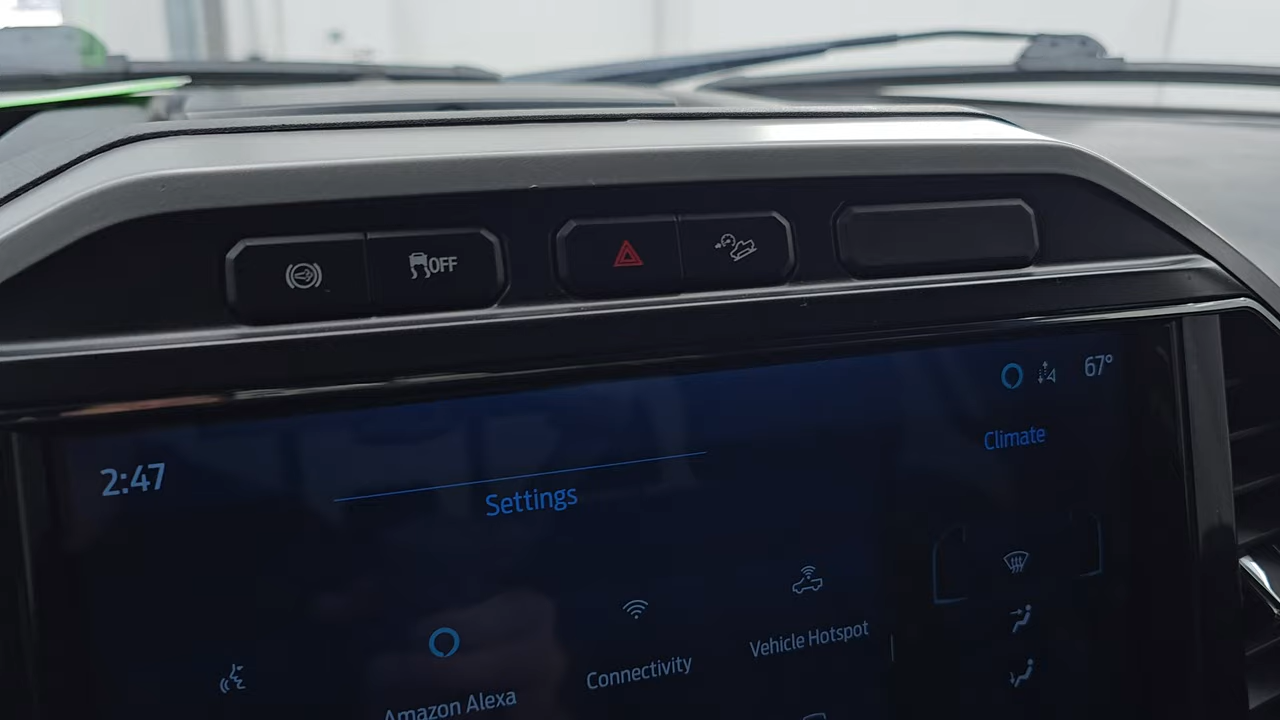 OFF
67°
Climate
2:47
Settings
Vehicle Hotspot
Connectivity
Amazon Alexa